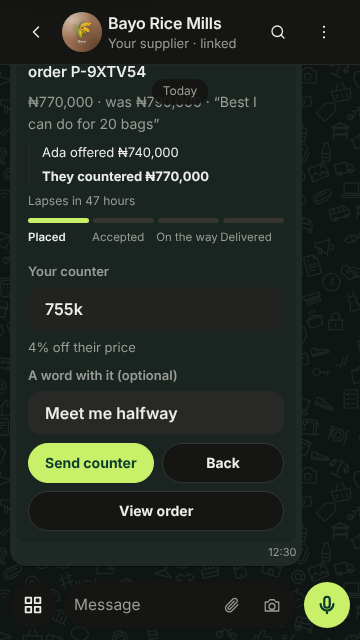 Bayo Rice Mills
Your supplier · linked
order P-9XTV54
Today
₦770,000 · was ₦790,000 · “Best I
can do for 20 bags”
Ada offered ₦740,000
They countered ₦770,000
Lapses in 47 hours
Placed Accepted On the way Delivered
Your counter
755k
4% off their price
A word with it (optional)
Meet me halfway
Send counter Back
View order
12:30
Message